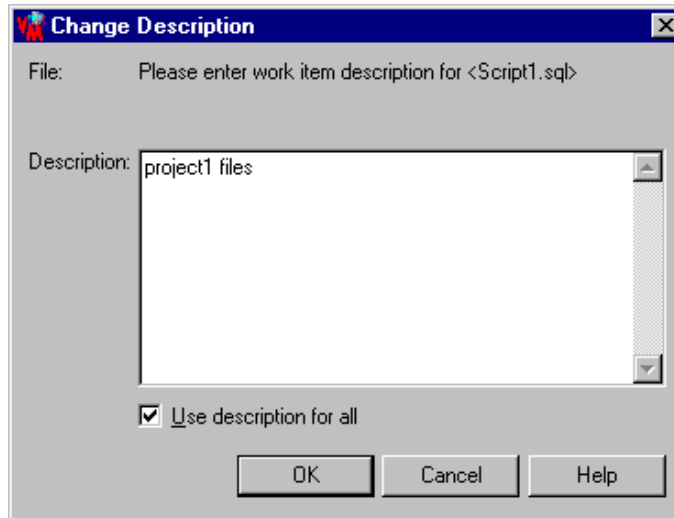 Change Description
File: Please enter work item description for <Script1.sql>
Description: project1 files
Use description for all
OK Cancel Help